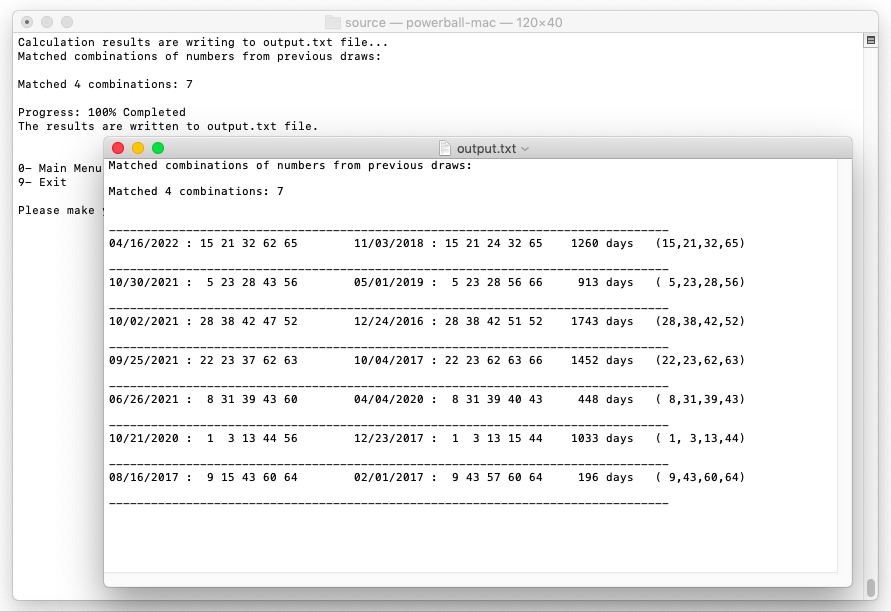 source — powerball-mac — 120×40
Calculation results are writing to output.txt file...
Matched combinations of numbers from previous draws:
Matched 4 combinations: 7
Progress: 100% Completed
The results are written to output.txt file.
0– Main Menu
9– Exit
Please make
output.txt
Matched combinations of numbers from previous draws:
Matched 4 combinations: 7
________________________________________________________________________________
04/16/2022 : 15 21 32 62 65        11/03/2018 : 15 21 24 32 65    1260 days   (15,21,32,65)
________________________________________________________________________________
10/30/2021 :  5 23 28 43 56        05/01/2019 :  5 23 28 56 66     913 days   ( 5,23,28,56)
________________________________________________________________________________
10/02/2021 : 28 38 42 47 52        12/24/2016 : 28 38 42 51 52    1743 days   (28,38,42,52)
________________________________________________________________________________
09/25/2021 : 22 23 37 62 63        10/04/2017 : 22 23 62 63 66    1452 days   (22,23,62,63)
________________________________________________________________________________
06/26/2021 :  8 31 39 43 60        04/04/2020 :  8 31 39 40 43     448 days   ( 8,31,39,43)
________________________________________________________________________________
10/21/2020 :  1  3 13 44 56        12/23/2017 :  1  3 13 15 44    1033 days   ( 1, 3,13,44)
________________________________________________________________________________
08/16/2017 :  9 15 43 60 64        02/01/2017 :  9 43 57 60 64     196 days   ( 9,43,60,64)
________________________________________________________________________________